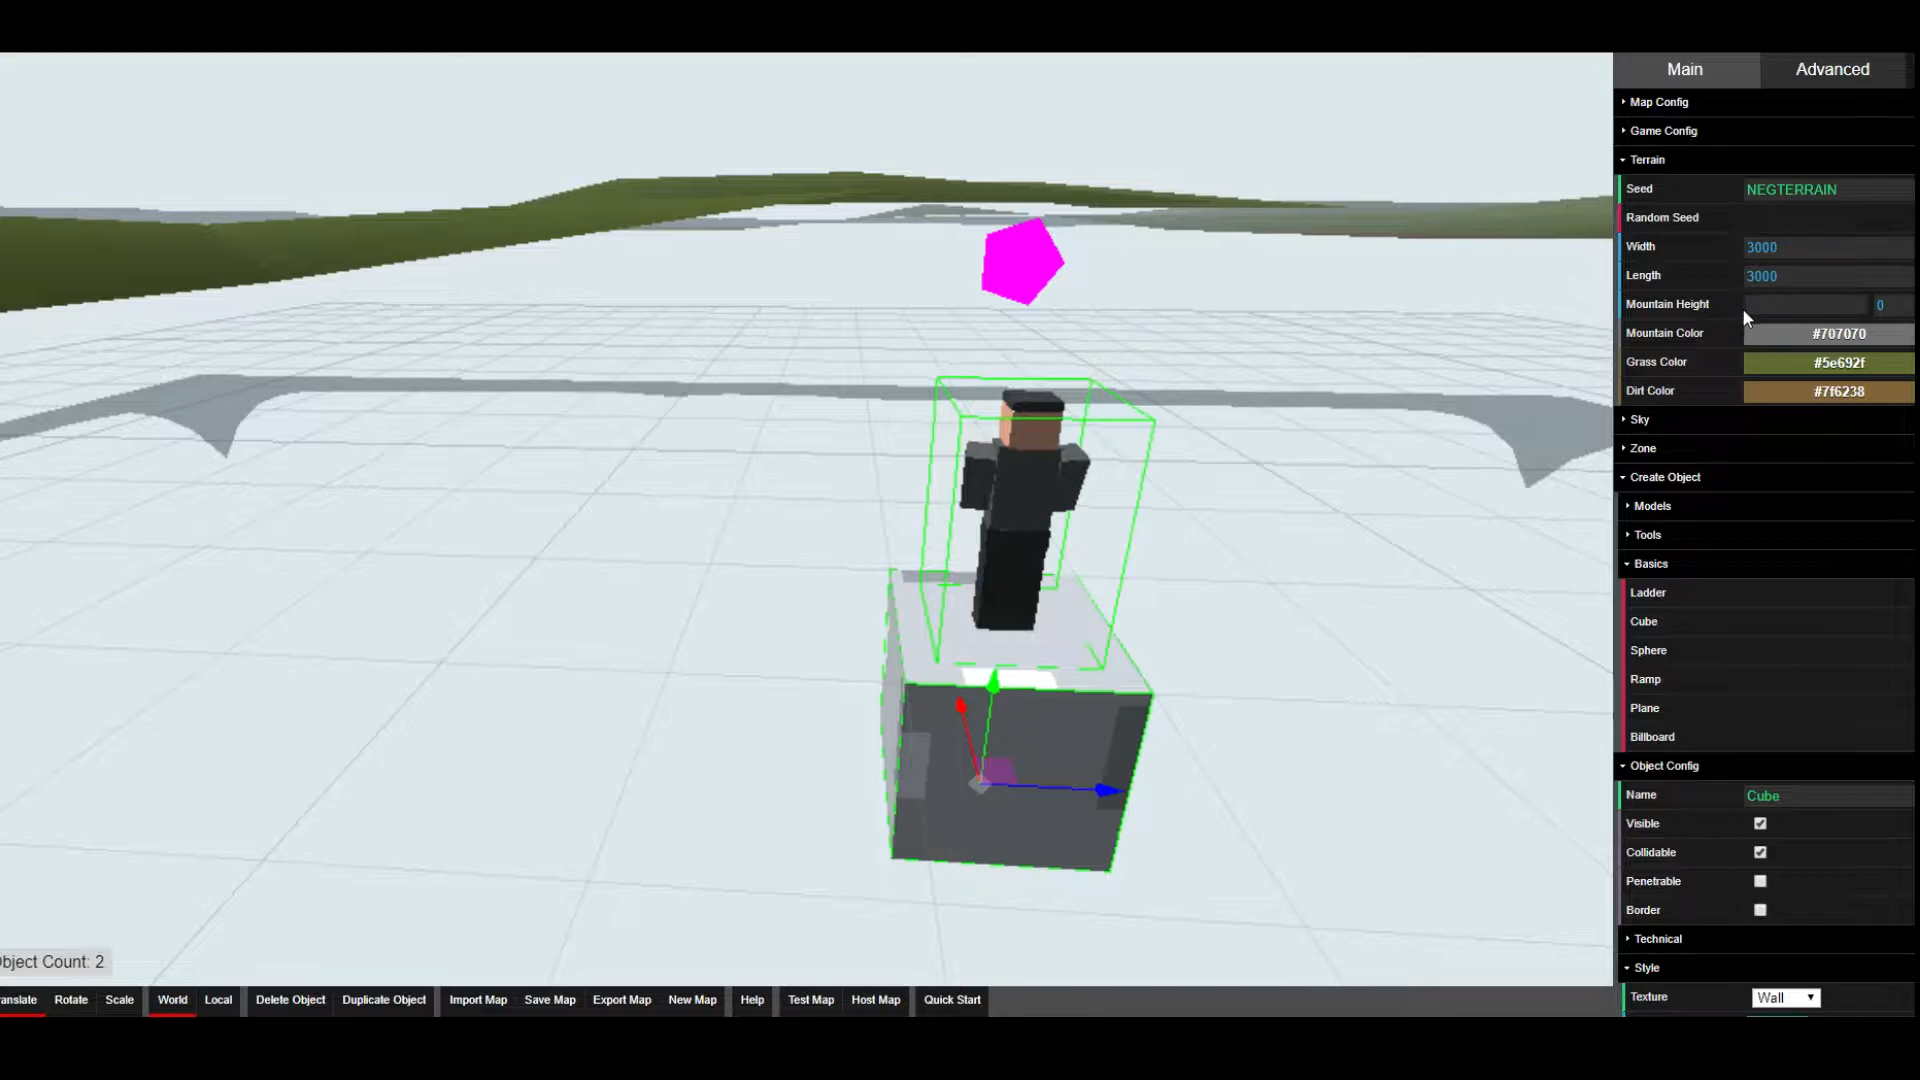 Main Advanced
Map Config
Game Config
Terrain
Seed NEGTERRAIN
Random Seed
Width 3000
Length 3000
Mountain Height 0
Mountain Color #707070
Grass Color #5e692f
Dirt Color #7f6238
Sky
Zone
Create Object
Models
Tools
Basics
Ladder
Cube
Sphere
Ramp
Plane
Billboard
Object Config
Name Cube
Visible
Collidable
Penetrable
Border
Technical
Style
Texture Wall
bject Count: 2
anslate Rotate Scale World Local Delete Object Duplicate Object Import Map Save Map Export Map New Map Help Test Map Host Map Quick Start